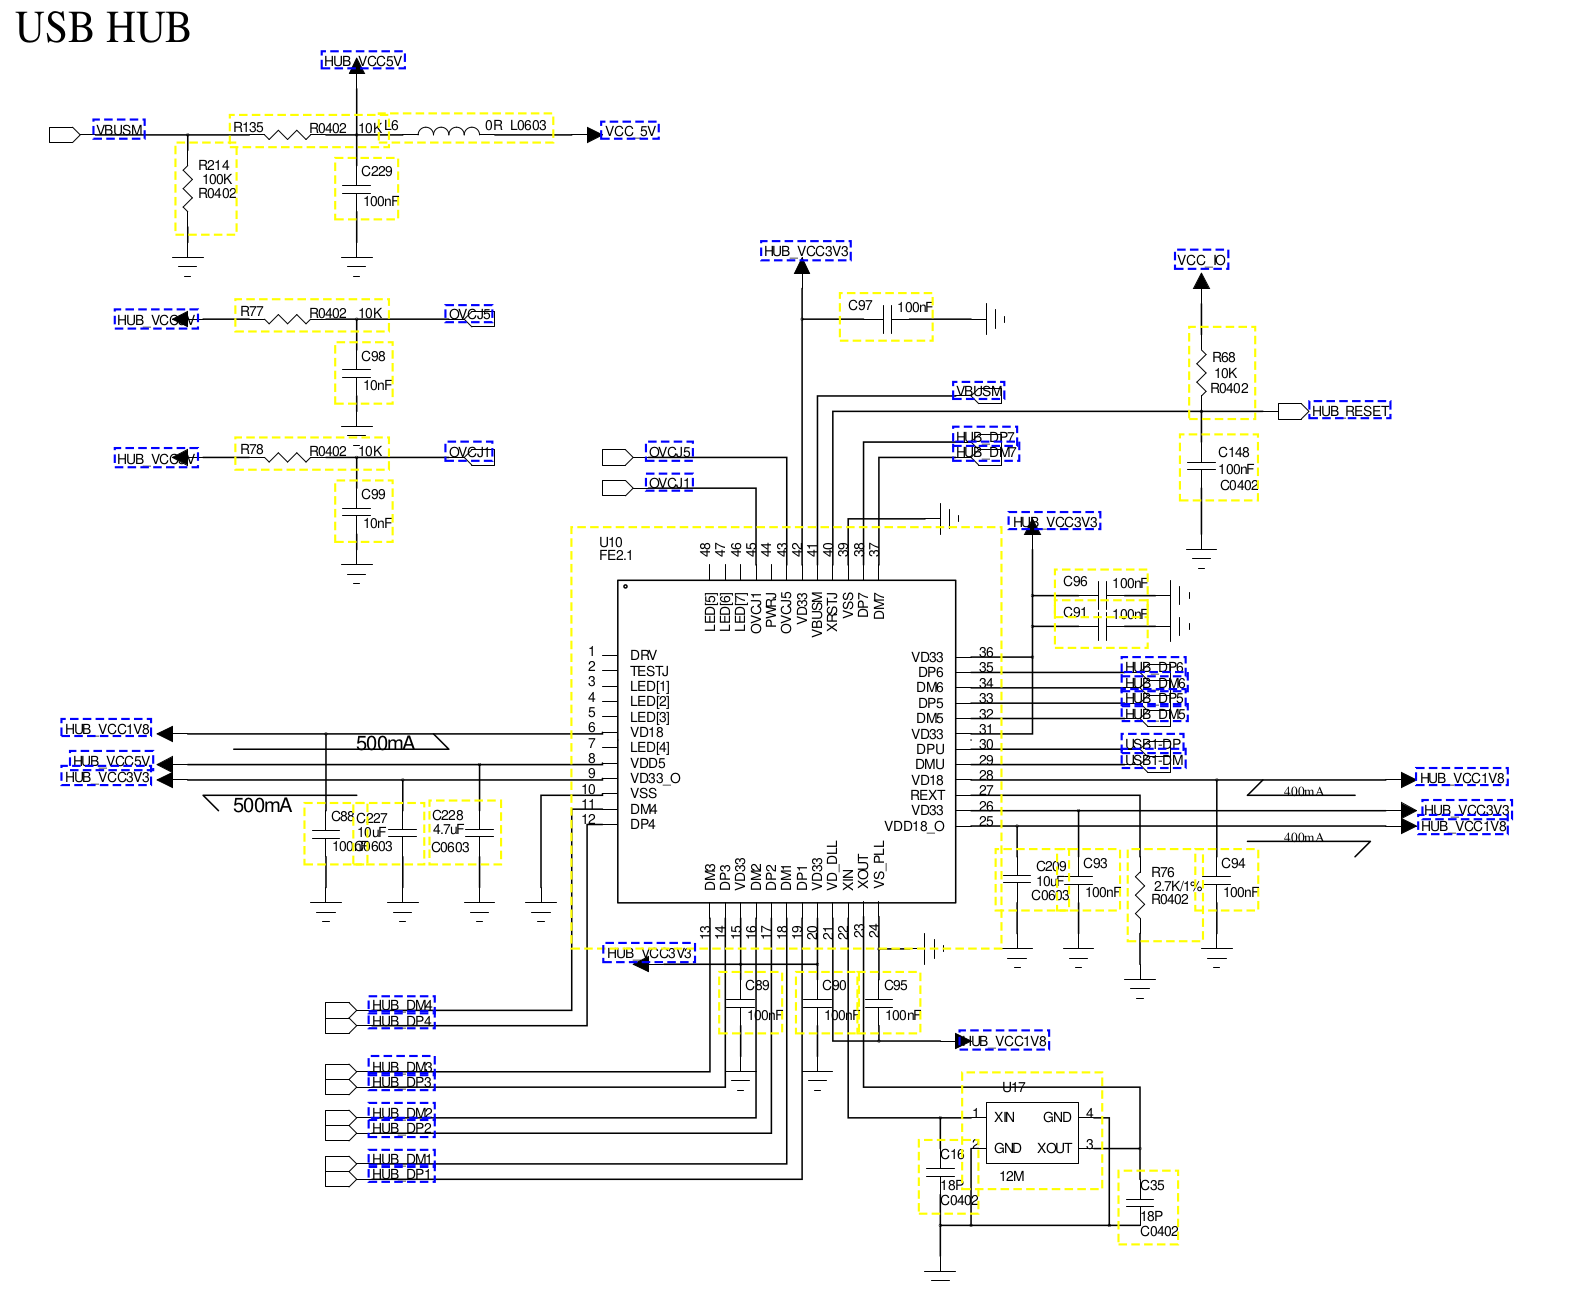 USB HUB
HUB_VCC5V
VBUSM
R135 R0402 10K
L6 0R L0603
VCC_5V
R214
100K
R0402
C229
100nF
HUB_VCC3V3
VCC_IO
R77 R0402 10K
HUB_VCC5V
OVCJ5
C98
10nF
C97 100nF
R68
10K
R0402
VBUSM
HUB_RESET
HUB_DP7
HUB_DM7
R78 R0402 10K
OVCJ1
C99
10nF
OVCJ5
OVCJ1
C148
100nF
C0402
HUB_VCC3V3
U10
FE2.1
48 47 46 45 44 43 42 41 40 39 38 37
LED[5] LED[6] LED[7] OVCJ1 PWRJ OVCJ5 VD33 VBUSM XRSTJ VSS DP7 DM7
C96 100nF
C91 100nF
1 DRV
2 TESTJ
3 LED[1]
4 LED[2]
5 LED[3]
6 VD18
7 LED[4]
8 VDD5
9 VD33_O
10 VSS
11 DM4
12 DP4
VD33 36
DP6 35
DM6 34
DP5 33
DM5 32
VD33 31
DPU 30
DMU 29
VD18 28
REXT 27
VD33 26
VDD18_O 25
HUB_DP6
HUB_DM6
HUB_DP5
HUB_DM5
USB1-DP
USB1-DM
HUB_VCC1V8
500mA
HUB_VCC5V
HUB_VCC3V3
500mA
HUB_VCC1V8
400mA
HUB_VCC3V3
HUB_VCC1V8
400mA
C88
100nF
C227
10uF
C0603
C228
4.7uF
C0603
DM3 DP3 VD33 DM2 DP2 DM1 DP1 VD33 VD_DLL XIN XOUT VS_PLL
13 14 15 16 17 18 19 20 21 22 23 24
C209
10uF
C0603
C93
100nF
R76
2.7K/1%
R0402
C94
100nF
HUB_VCC3V3
C89
100nF
C90
100nF
C95
100nF
HUB_DM4
HUB_DP4
HUB_VCC1V8
HUB_DM3
HUB_DP3
HUB_DM2
HUB_DP2
HUB_DM1
HUB_DP1
U17
1 XIN GND 4
2 GND XOUT 3
12M
C16
18P
C0402
C35
18P
C0402